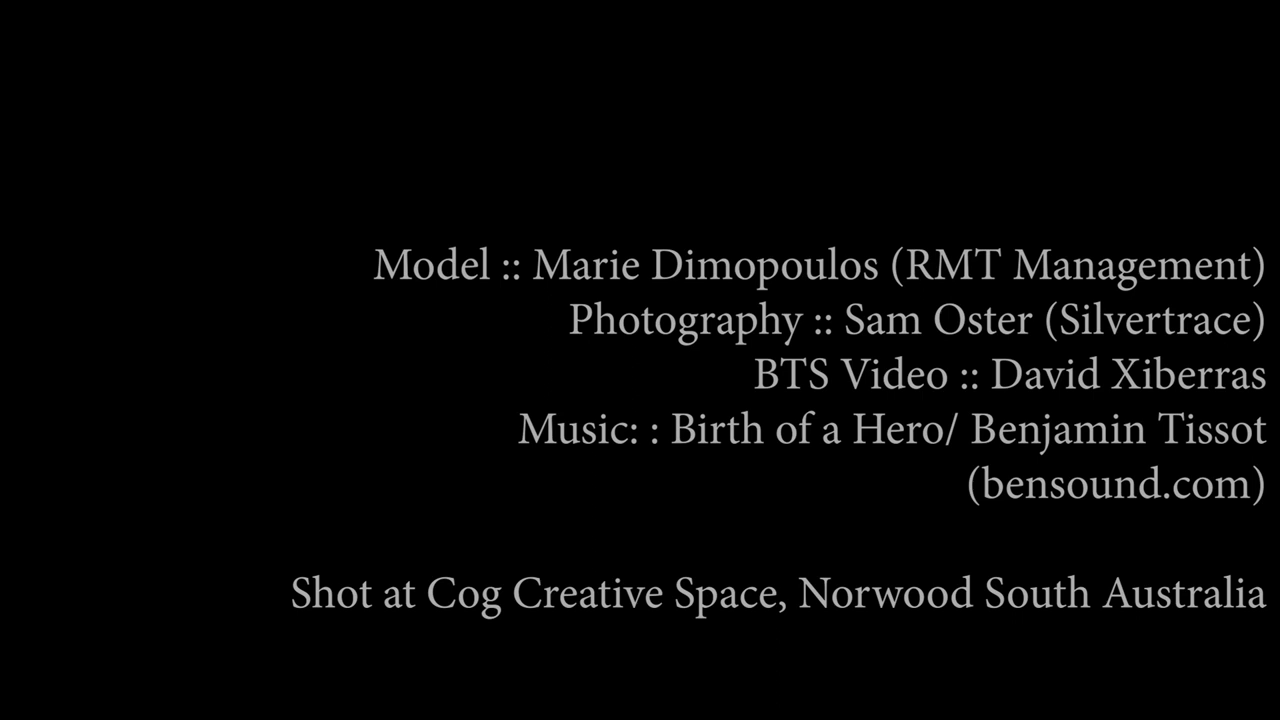 Model :: Marie Dimopoulos (RMT Management)
Photography :: Sam Oster (Silvertrace)
BTS Video :: David Xiberras
Music: : Birth of a Hero/ Benjamin Tissot
(bensound.com)
Shot at Cog Creative Space, Norwood South Australia